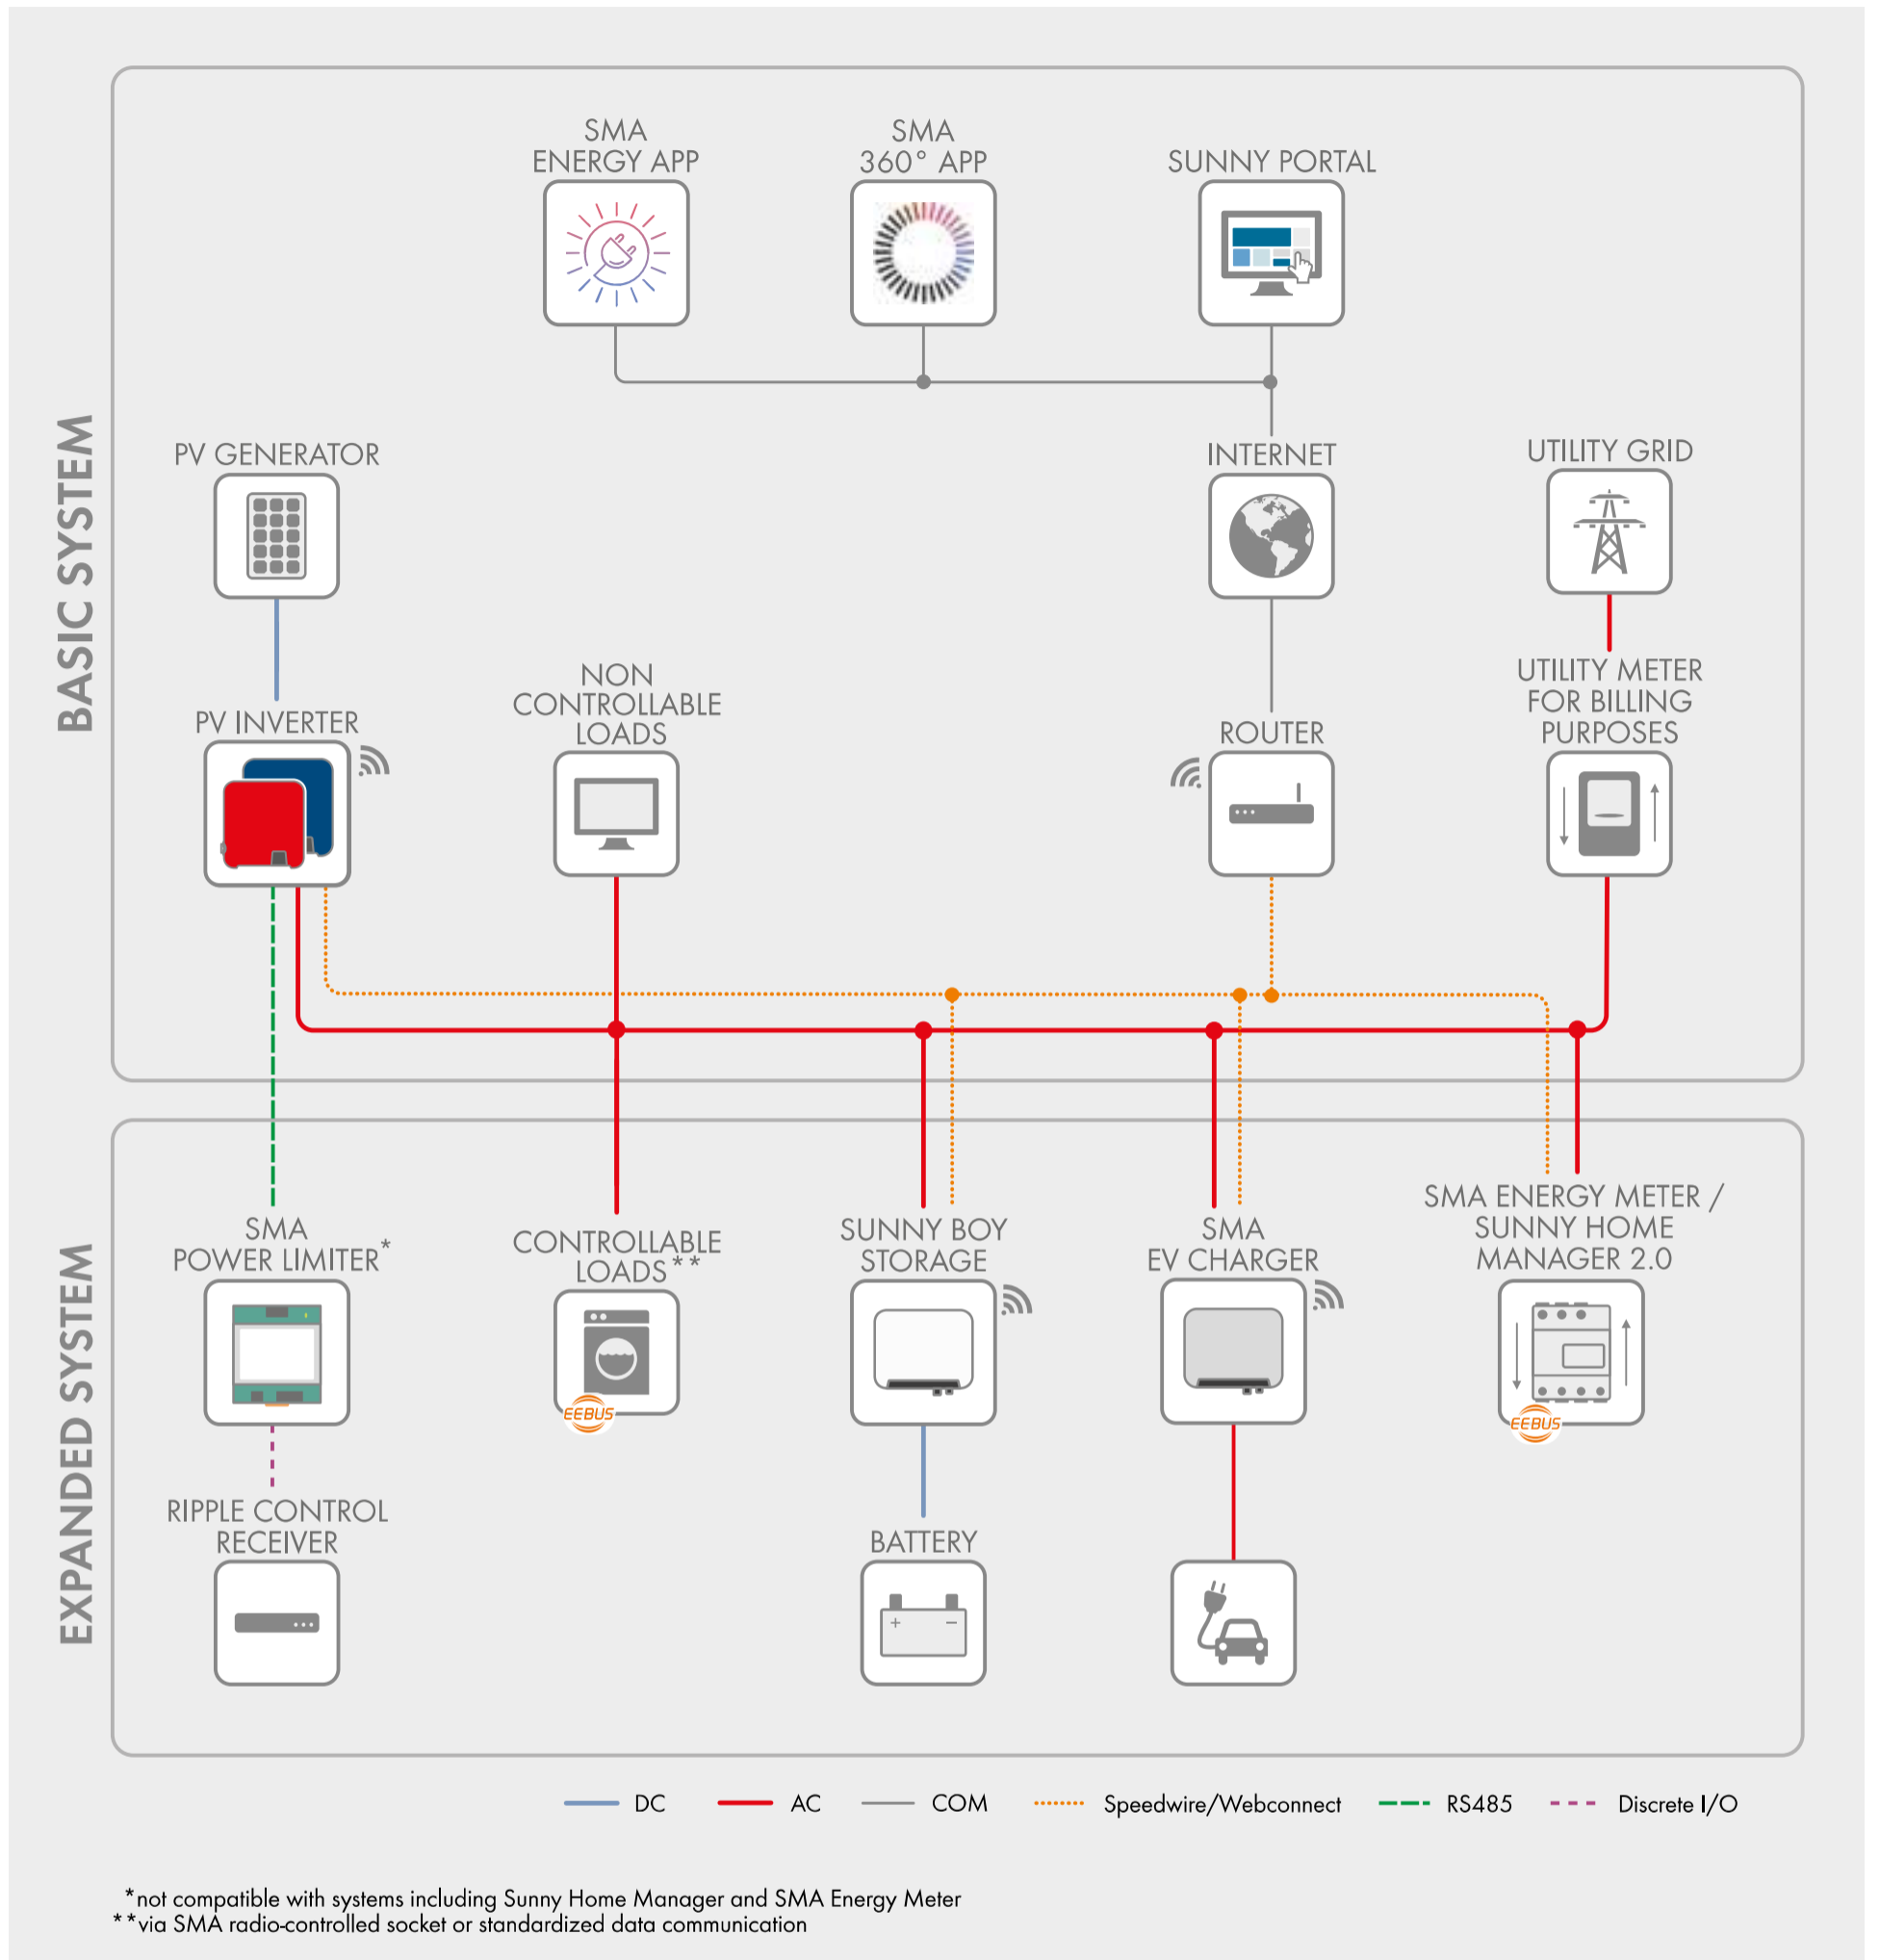 BASIC SYSTEM
SMA
ENERGY APP
SMA
360° APP
SUNNY PORTAL
PV GENERATOR
INTERNET
UTILITY GRID
PV INVERTER
NON
CONTROLLABLE
LOADS
ROUTER
UTILITY METER
FOR BILLING
PURPOSES
EXPANDED SYSTEM
SMA
POWER LIMITER*
CONTROLLABLE
LOADS**
EEBUS
SUNNY BOY
STORAGE
SMA
EV CHARGER
SMA ENERGY METER /
SUNNY HOME
MANAGER 2.0
EEBUS
RIPPLE CONTROL
RECEIVER
BATTERY
+ −
DC AC COM Speedwire/Webconnect RS485 Discrete I/O
*not compatible with systems including Sunny Home Manager and SMA Energy Meter
**via SMA radio-controlled socket or standardized data communication